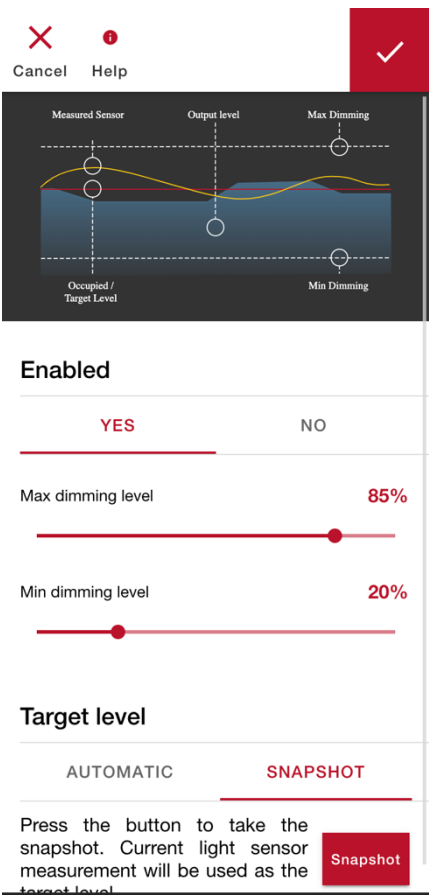 Cancel Help
Measured Sensor Output level Max Dimming
Occupied / Min Dimming
Target Level
Enabled
YES NO
Max dimming level 85%
Min dimming level 20%
Target level
AUTOMATIC SNAPSHOT
Press the button to take the
snapshot. Current light sensor
measurement will be used as the
target level
Snapshot